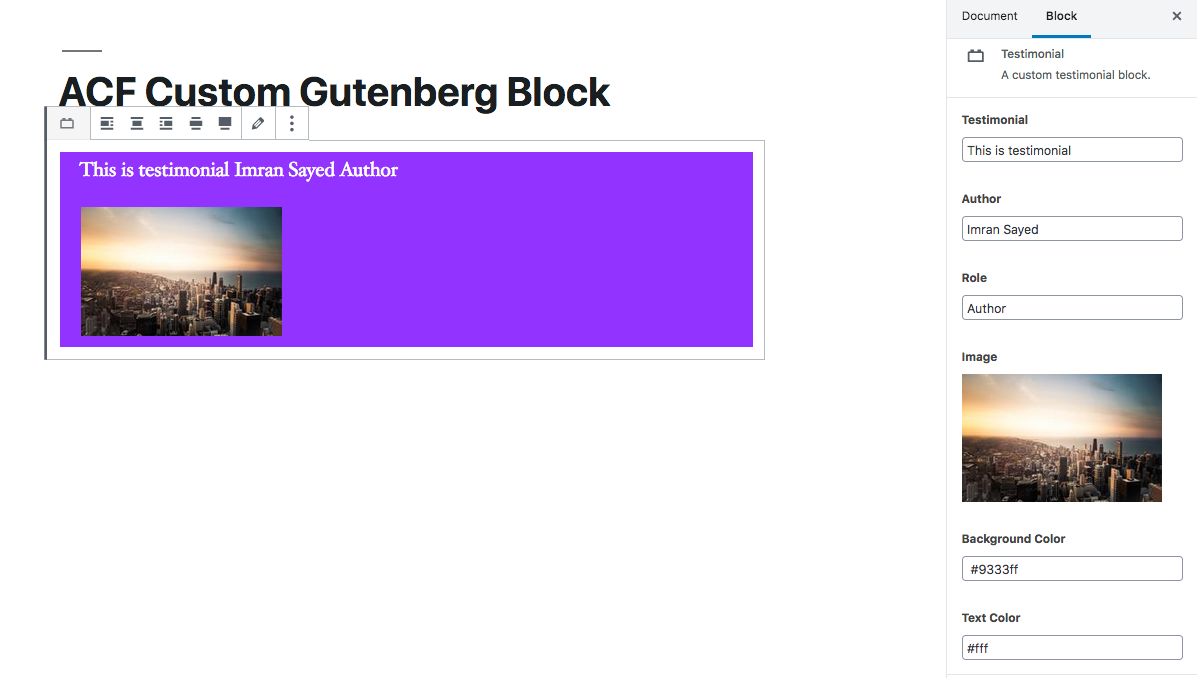 ACF Custom Gutenberg Block
This is testimonial Imran Sayed Author
Document Block
Testimonial
A custom testimonial block.
Testimonial
This is testimonial
Author
Imran Sayed
Role
Author
Image
Background Color
#9333ff
Text Color
#fff